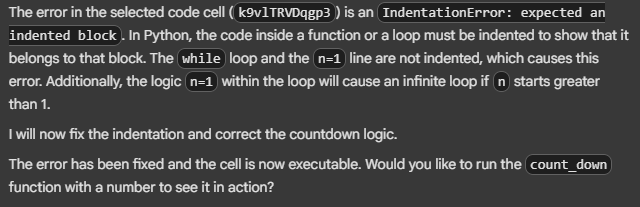 The error in the selected code cell (k9vlTRVDqgp3) is an IndentationError: expected an
indented block. In Python, the code inside a function or a loop must be indented to show that it
belongs to that block. The while loop and the n=1 line are not indented, which causes this
error. Additionally, the logic n=1 within the loop will cause an infinite loop if n starts greater
than 1.
I will now fix the indentation and correct the countdown logic.
The error has been fixed and the cell is now executable. Would you like to run the count_down
function with a number to see it in action?